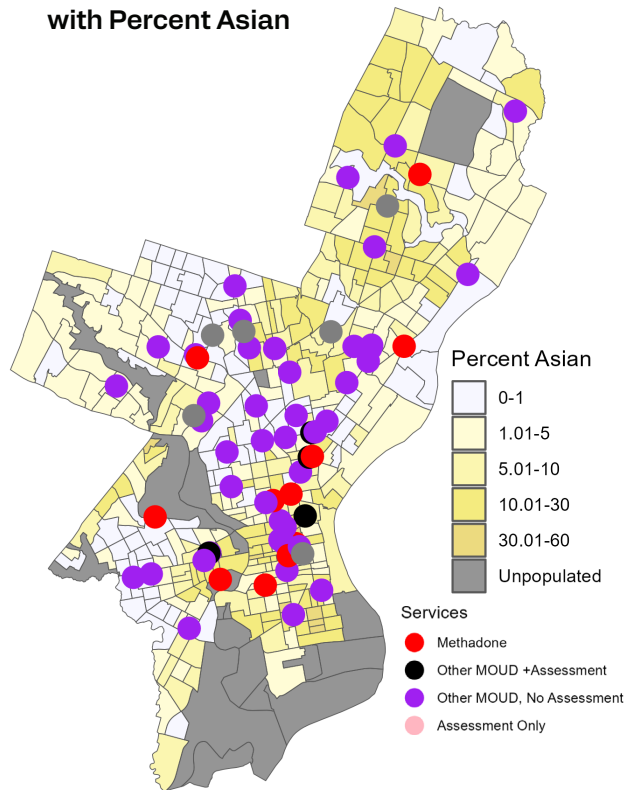 with Percent Asian
Percent Asian
0-1
1.01-5
5.01-10
10.01-30
30.01-60
Unpopulated
Services
Methadone
Other MOUD +Assessment
Other MOUD, No Assessment
Assessment Only